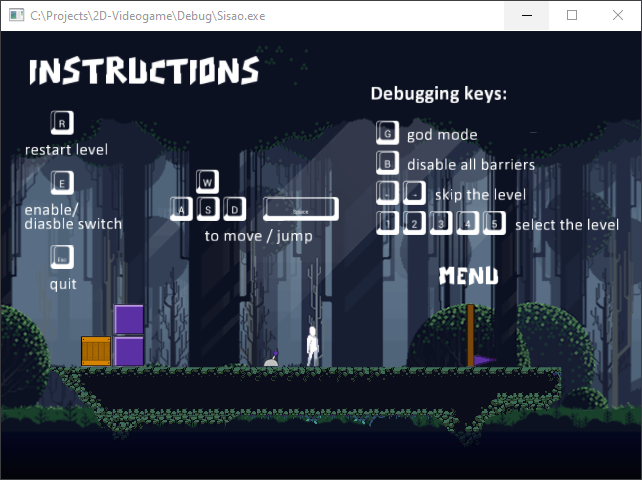 C:\Projects\2D-Videogame\Debug\Sisao.exe
INSTRUCTIONS
Debugging keys:
R
restart level
G god mode
B disable all barriers
E
enable/
diasble switch
W
A S D Space
to move / jump
skip the level
1 2 3 4 5 select the level
Esc
quit
MENU